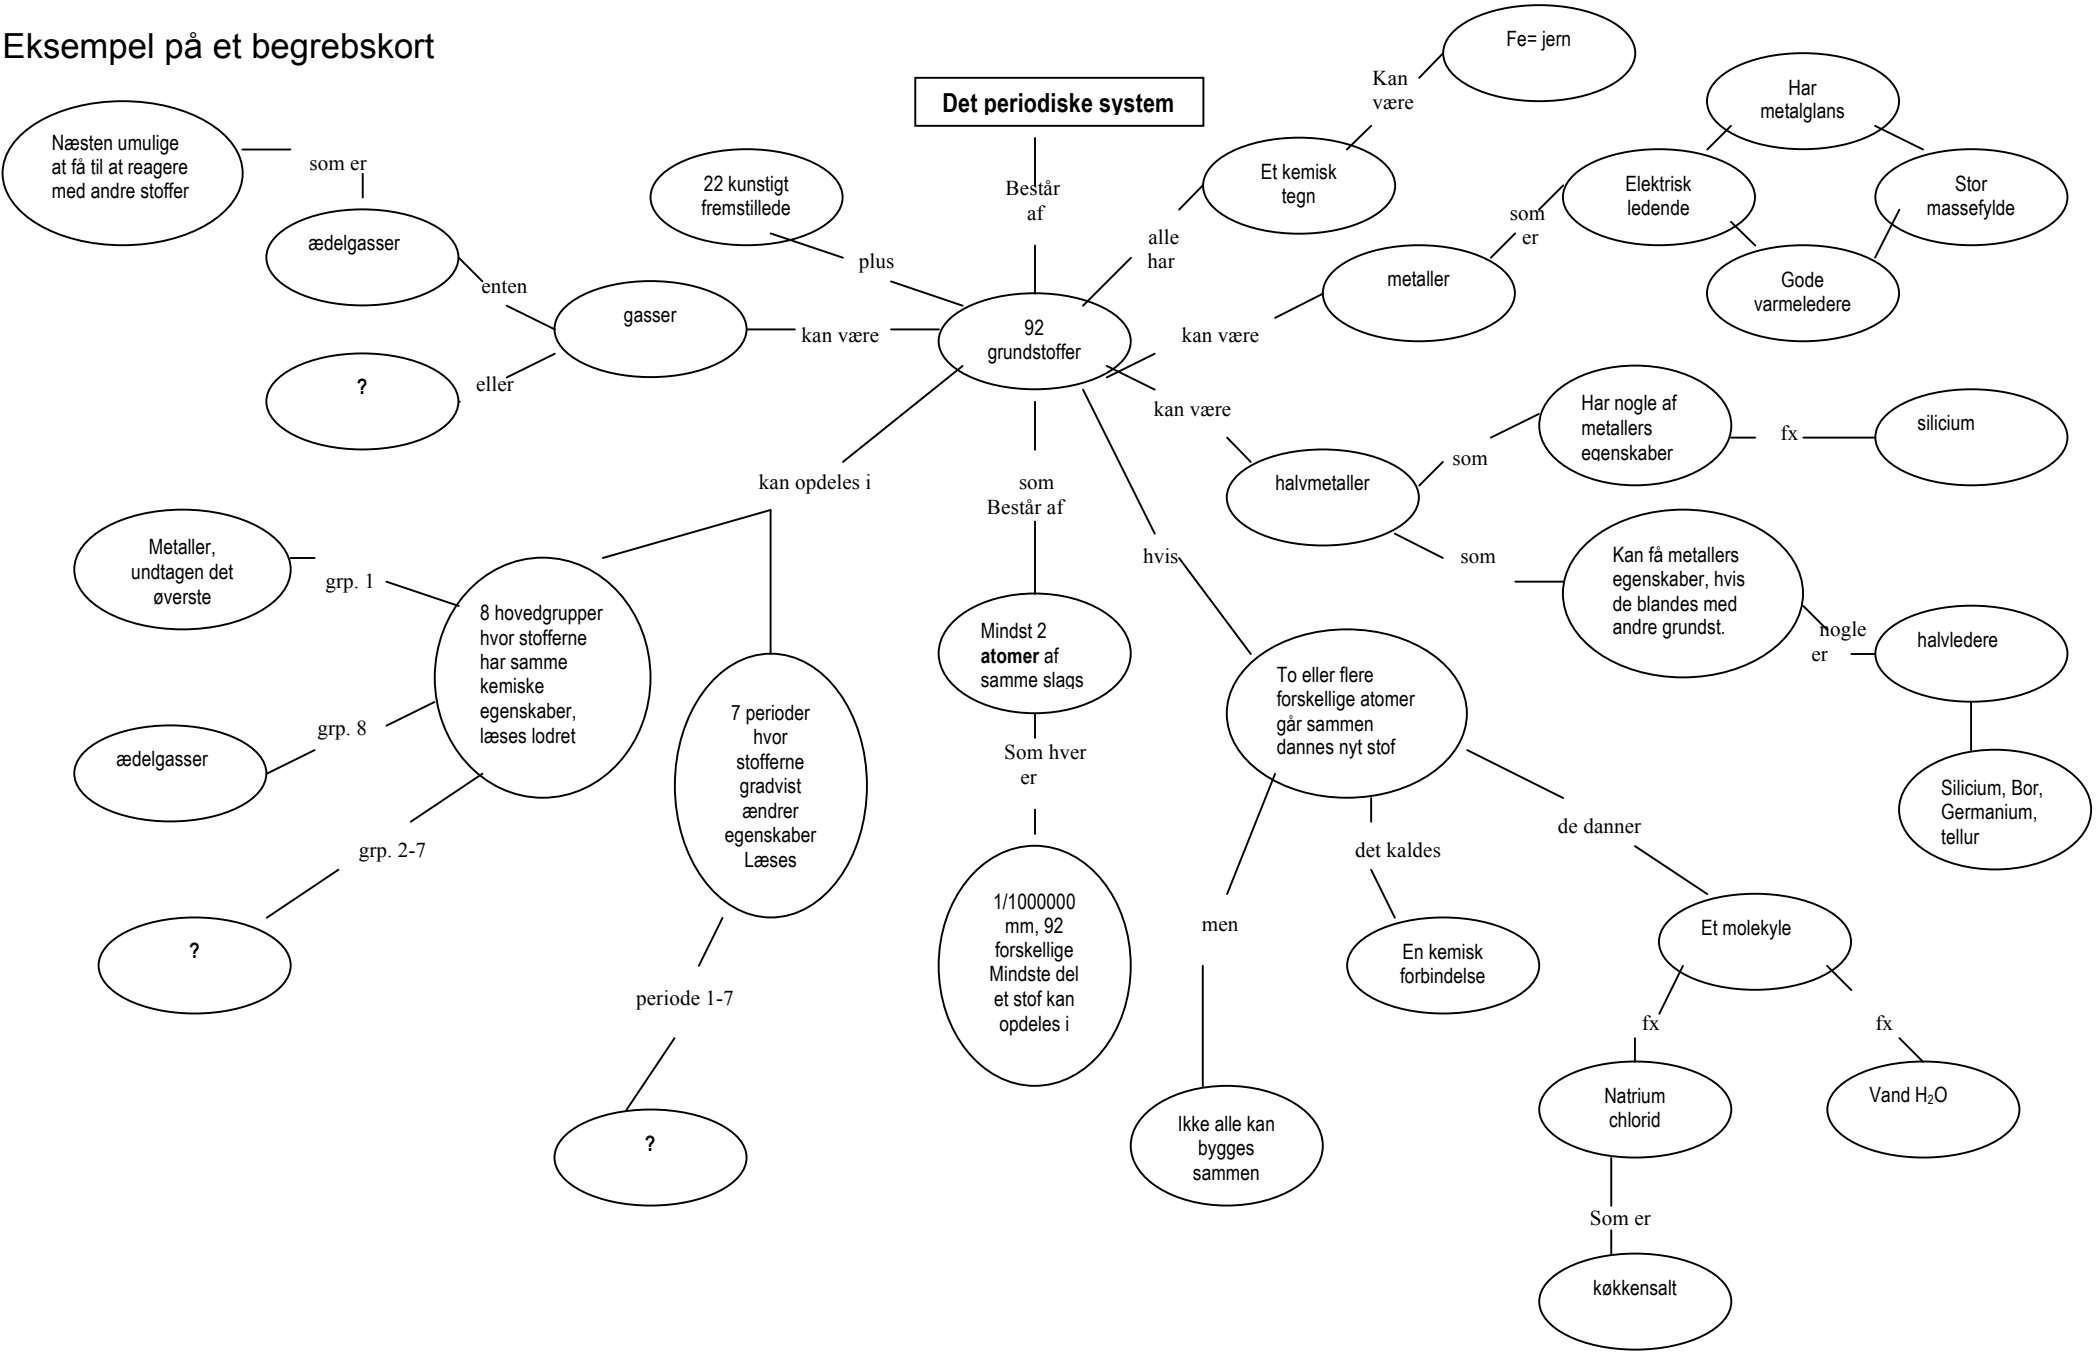 Eksempel på et begrebskort
Det periodiske system
Består
af
92
grundstoffer
plus
22 kunstigt
fremstillede
alle
har
Et kemisk
tegn
Kan
være
Fe= jern
kan være
metaller
som
er
Elektrisk
ledende
Har
metalglans
Stor
massefylde
Gode
varmeledere
kan være
gasser
enten
ædelgasser
som er
Næsten umulige
at få til at reagere
med andre stoffer
eller
?
kan være
halvmetaller
som
Har nogle af
metallers
egenskaber
fx
silicium
som
Kan få metallers
egenskaber, hvis
de blandes med
andre grundst.
nogle
er
halvledere
Silicium, Bor,
Germanium,
tellur
kan opdeles i
8 hovedgrupper
hvor stofferne
har samme
kemiske
egenskaber,
læses lodret
grp. 1
Metaller,
undtagen det
øverste
grp. 8
ædelgasser
grp. 2-7
?
7 perioder
hvor
stofferne
gradvist
ændrer
egenskaber
Læses
periode 1-7
?
som
Består af
Mindst 2
atomer af
samme slags
Som hver
er
1/1000000
mm, 92
forskellige
Mindste del
et stof kan
opdeles i
hvis
To eller flere
forskellige atomer
går sammen
dannes nyt stof
men
Ikke alle kan
bygges
sammen
det kaldes
En kemisk
forbindelse
de danner
Et molekyle
fx
Natrium
chlorid
Som er
køkkensalt
fx
Vand H₂O